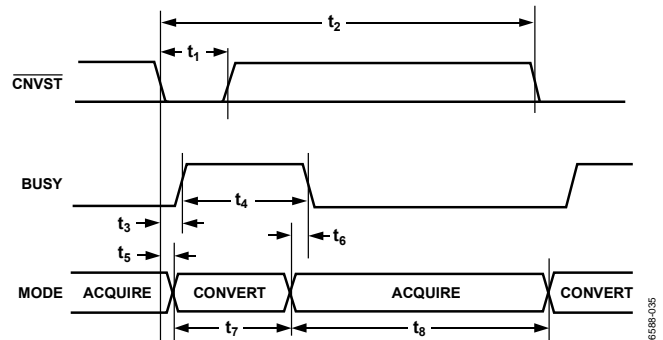 t2
t1
CNVST
BUSY
t4
t3
t6
t5
MODE ACQUIRE CONVERT ACQUIRE CONVERT
t7
t8
6588-035